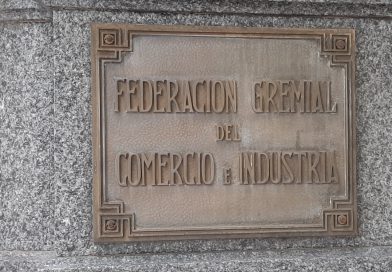 FEDERACION GREMIAL
DEL
COMERCIO E INDUSTRIA